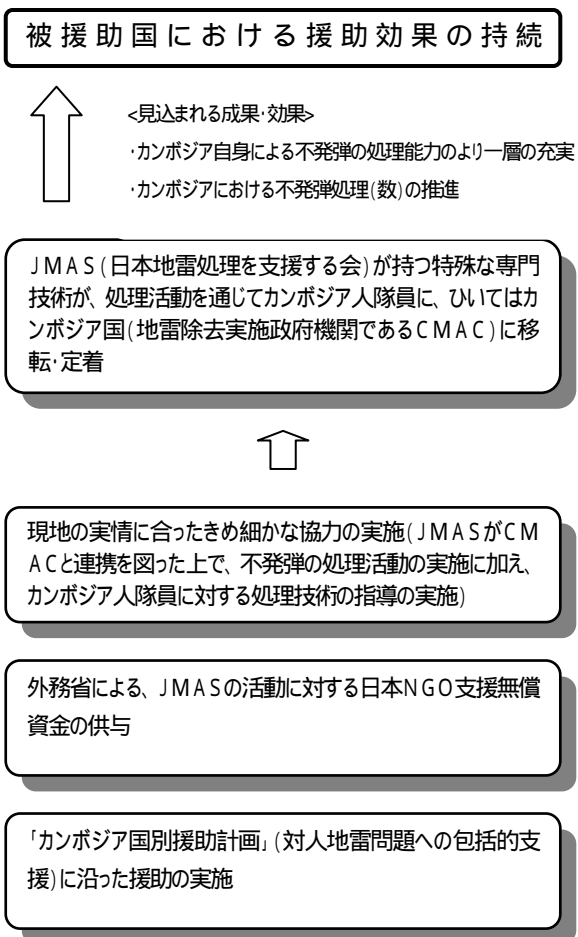 被援助国における援助効果の持続
<見込まれる成果・効果>
・カンボジア自身による不発弾の処理能力のより一層の充実
・カンボジアにおける不発弾処理(数)の推進
JMAS(日本地雷処理を支援する会)が持つ特殊な専門
技術が、処理活動を通じてカンボジア人隊員に、ひいてはカ
ンボジア国(地雷除去実施政府機関であるCMAC)に移
転・定着
現地の実情に合ったきめ細かな協力の実施(JMASがCM
ACと連携を図った上で、不発弾の処理活動の実施に加え、
カンボジア人隊員に対する処理技術の指導の実施)
外務省による、JMASの活動に対する日本NGO支援無償
資金の供与
「カンボジア国別援助計画」(対人地雷問題への包括的支
援)に沿った援助の実施